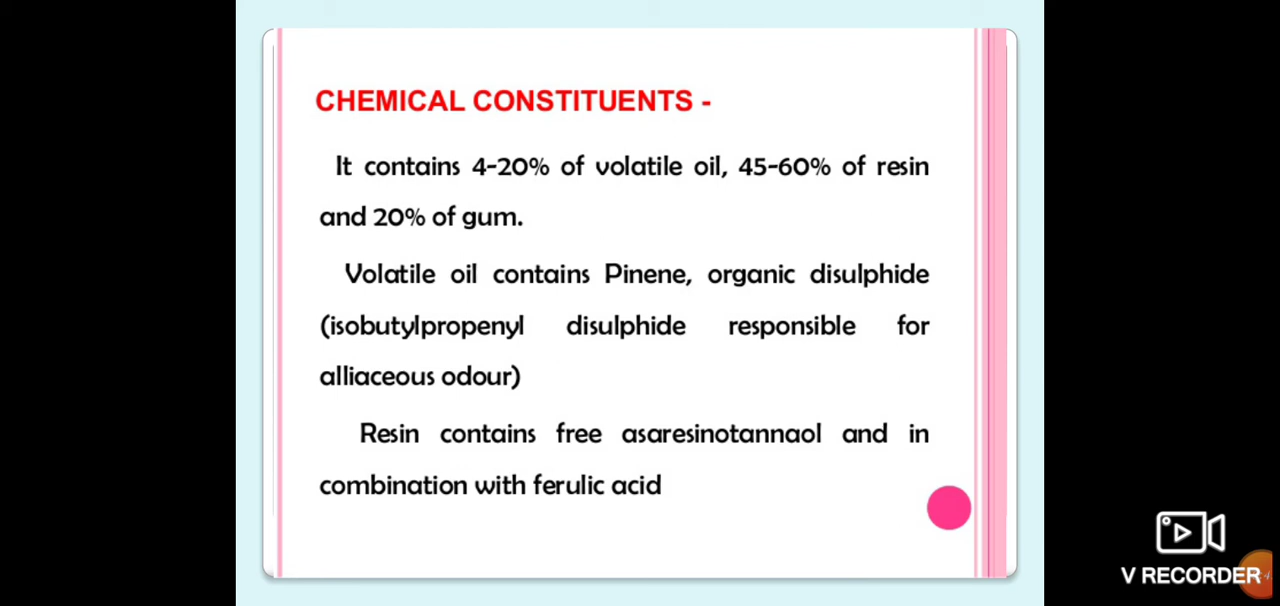 CHEMICAL CONSTITUENTS -
It contains 4-20% of volatile oil, 45-60% of resin
and 20% of gum.
Volatile oil contains Pinene, organic disulphide
(isobutylpropenyl disulphide responsible for
alliaceous odour)
Resin contains free asaresinotannaol and in
combination with ferulic acid
V RECORDER